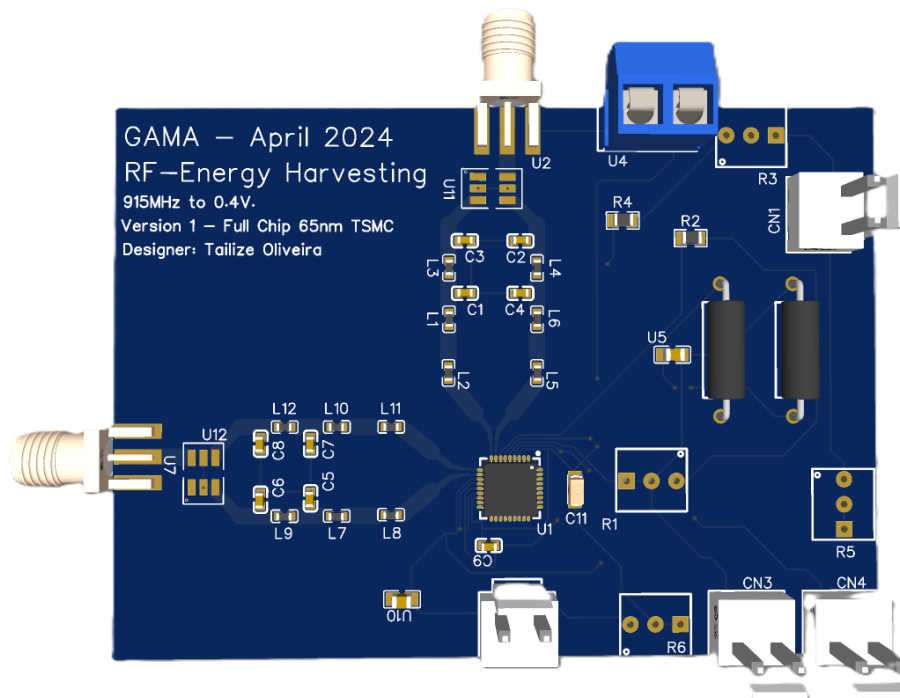 GAMA – April 2024
RF–Energy Harvesting
915MHz to 0.4V.
Version 1 – Full Chip 65nm TSMC
Designer: Tailize Oliveira
U2
U4
R3
U11
CN1
R4
R2
C3
C2
L3
L4
C1
C4
L1
L6
U5
L2
L5
L12
L10
L11
U12
U7
C8
C7
C6
C5
L9
L7
L8
U1
C11
R1
R5
C9
U10
CN3
CN4
R6